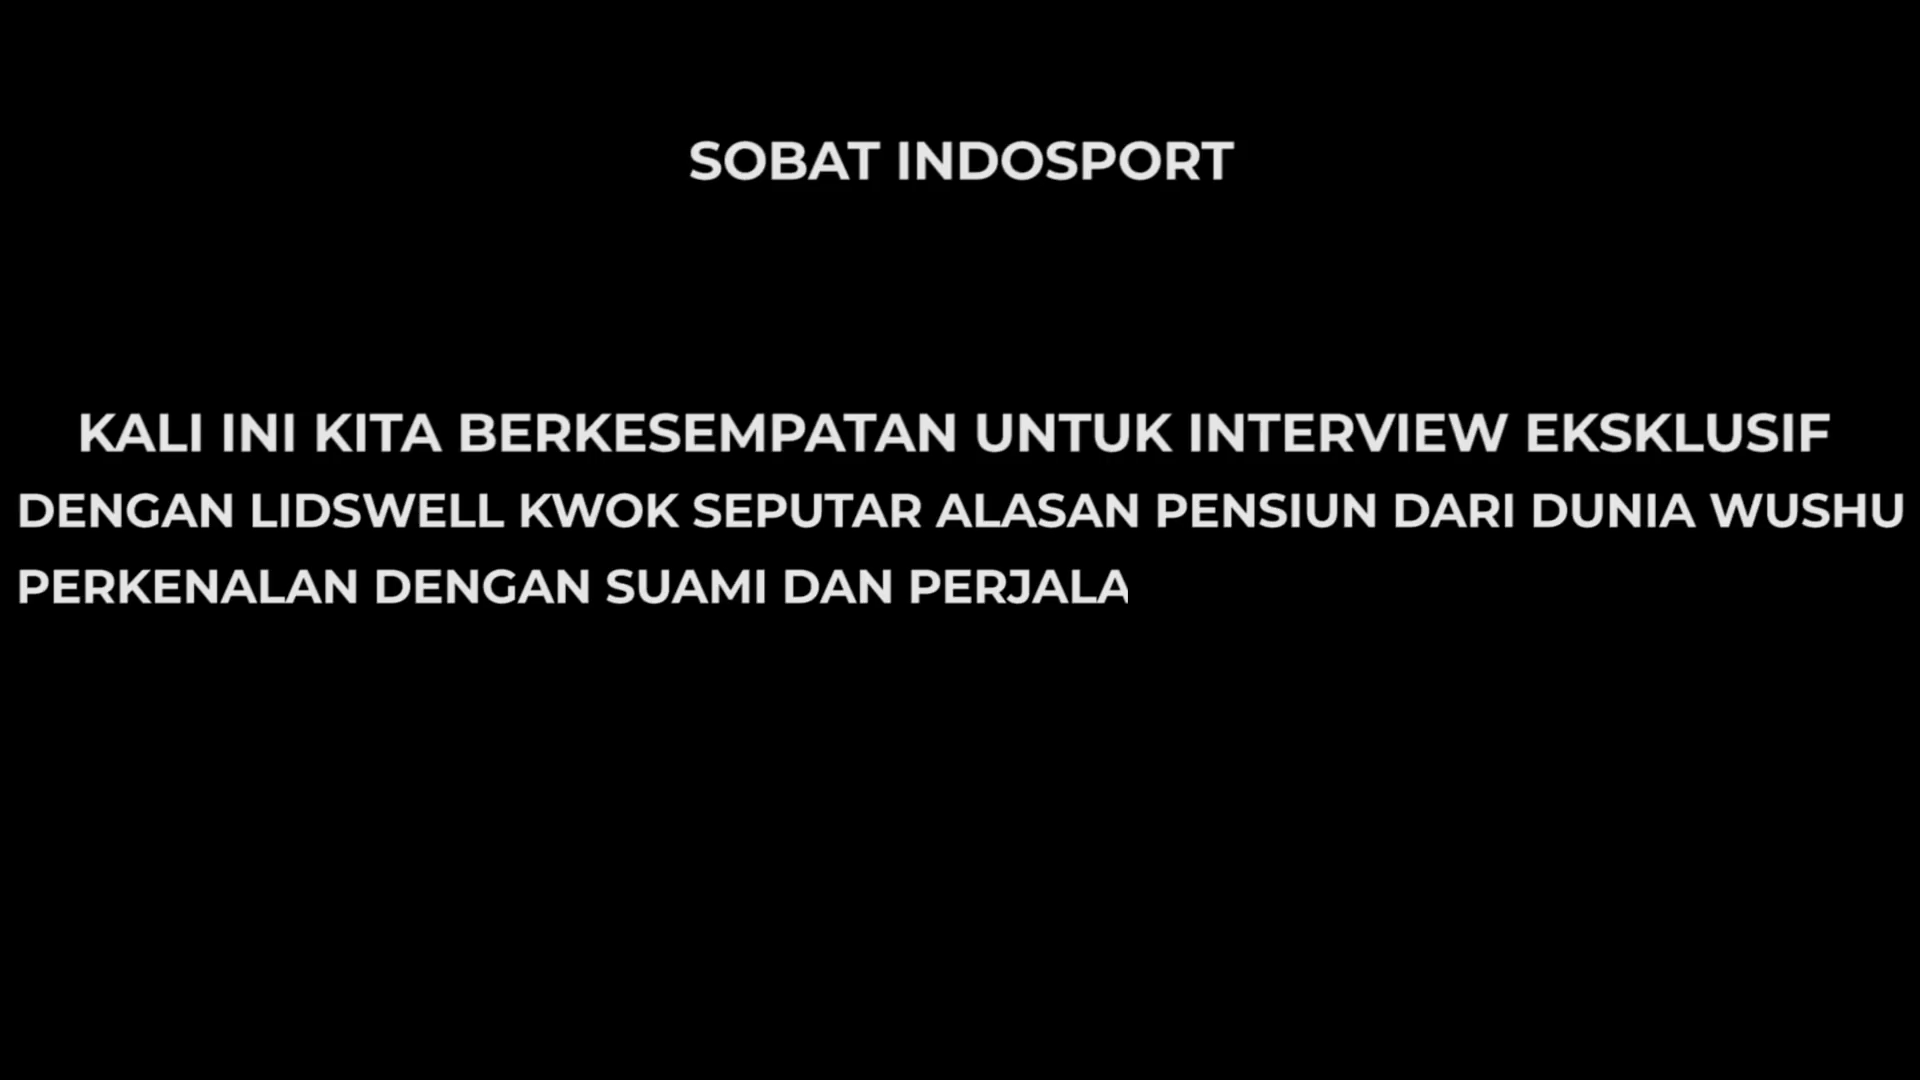 SOBAT INDOSPORT
KALI INI KITA BERKESEMPATAN UNTUK INTERVIEW EKSKLUSIF
DENGAN LIDSWELL KWOK SEPUTAR ALASAN PENSIUN DARI DUNIA WUSHU
PERKENALAN DENGAN SUAMI DAN PERJALA